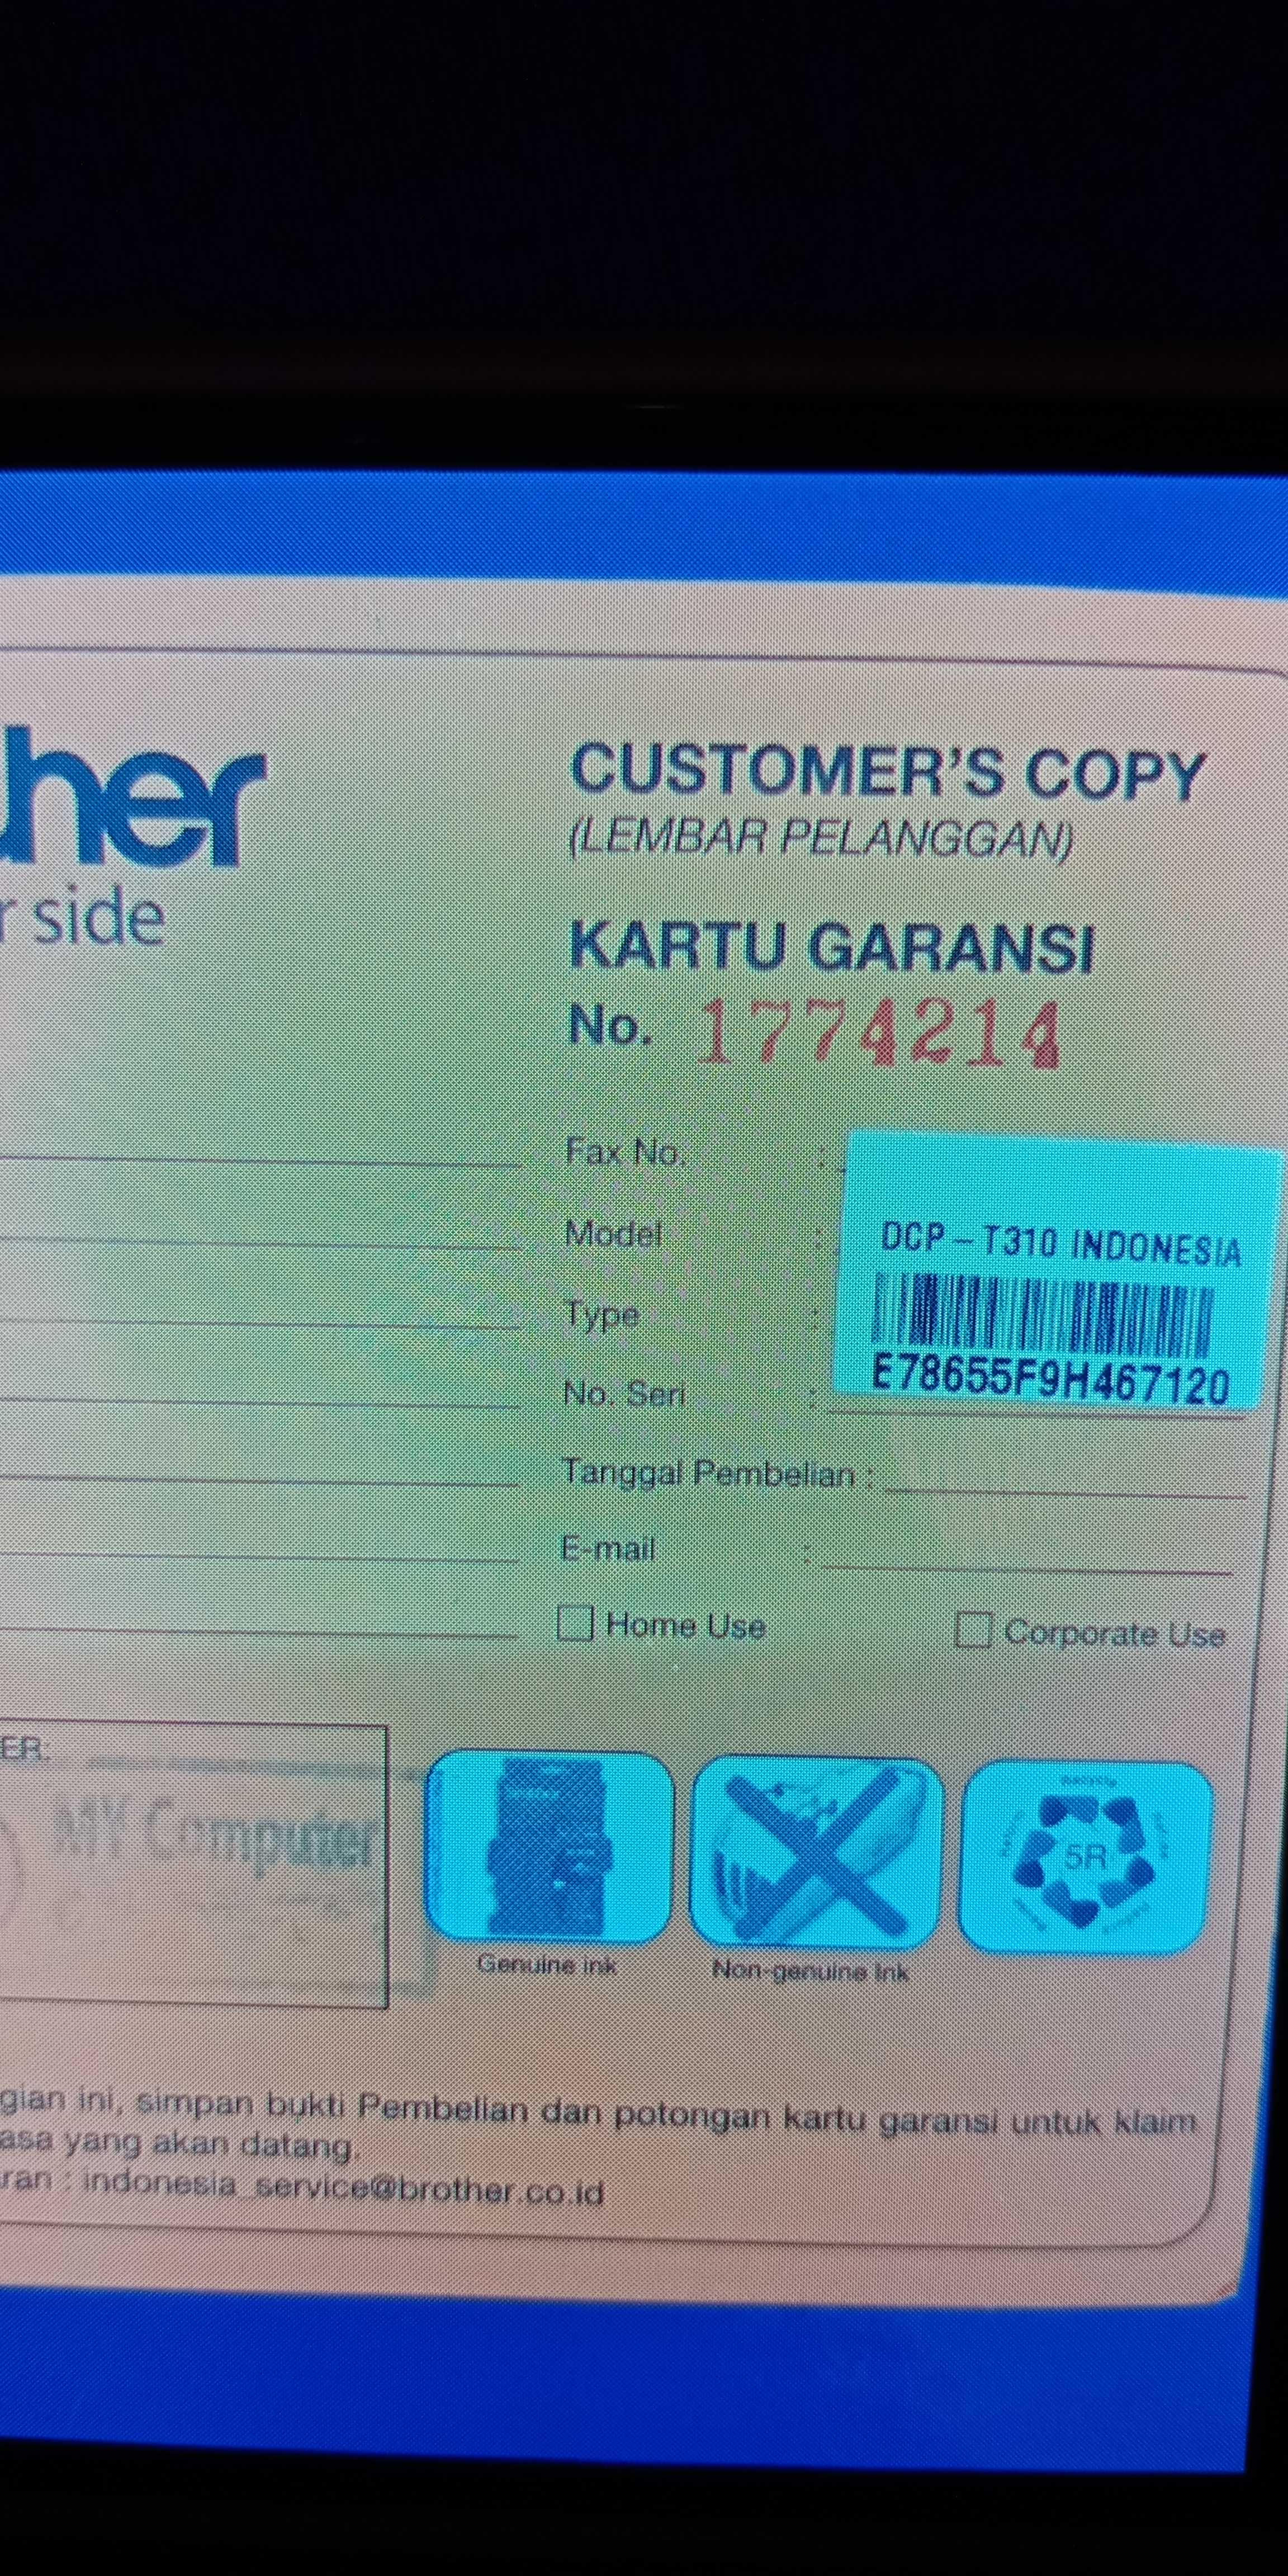 her
r side
CUSTOMER'S COPY
(LEMBAR PELANGGAN)
KARTU GARANSI
No. 1774214
Fax No. :
Model :
Type :
No. Seri :
DCP - T310 INDONESIA
E78655F9H467120
Tanggal Pembelian :
E-mail :
Home Use
Corporate Use
ER:
MY Computer
5R
Genuine ink
Non-genuine Ink
gian ini, simpan bukti Pembelian dan potongan kartu garansi untuk klaim
asa yang akan datang.
ran : indonesia_service@brother.co.id